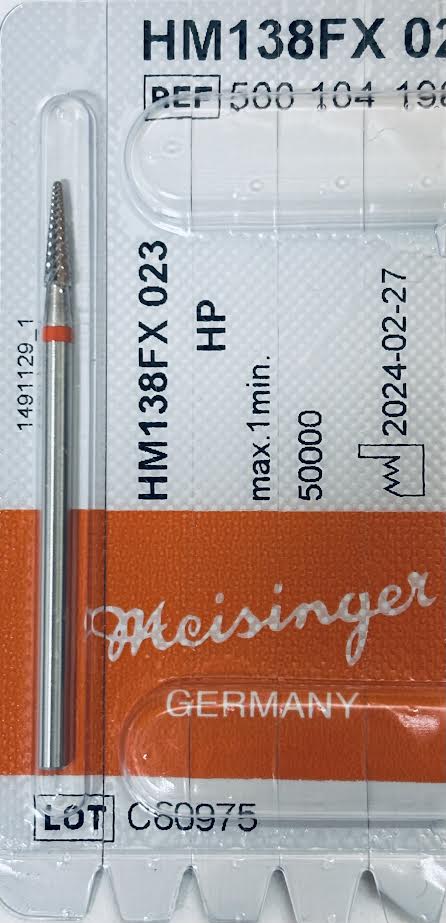 HM138FX 02
REF 500 104 198
HM138FX 023
HP
max.1min.
50000
2024-02-27
1491129_1
Meisinger
GERMANY
LOT C60975